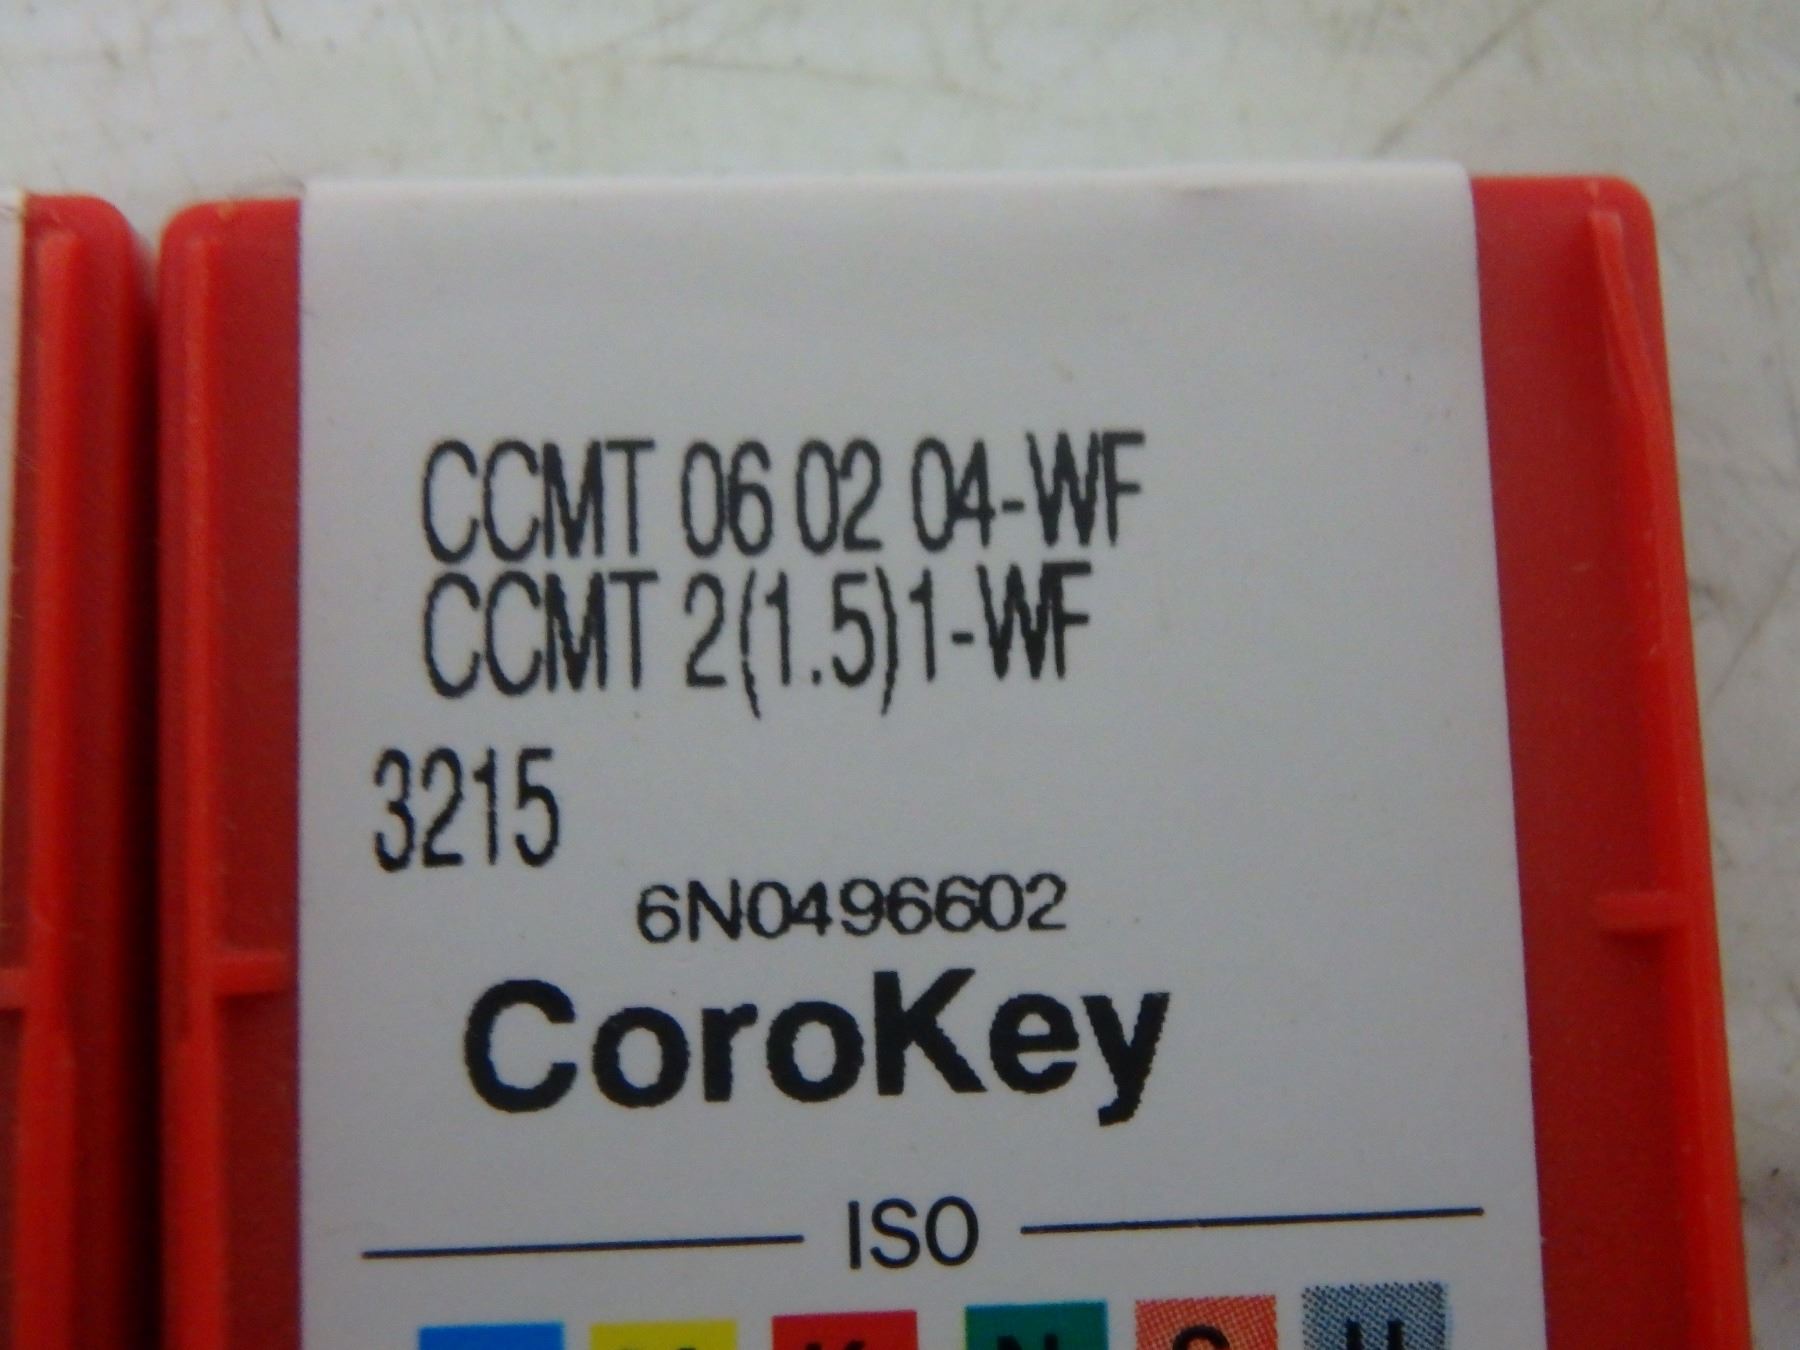 CCMT 06 02 04-WF
CCMT 2(1.5)1-WF
3215
6N0496602
CoroKey
ISO